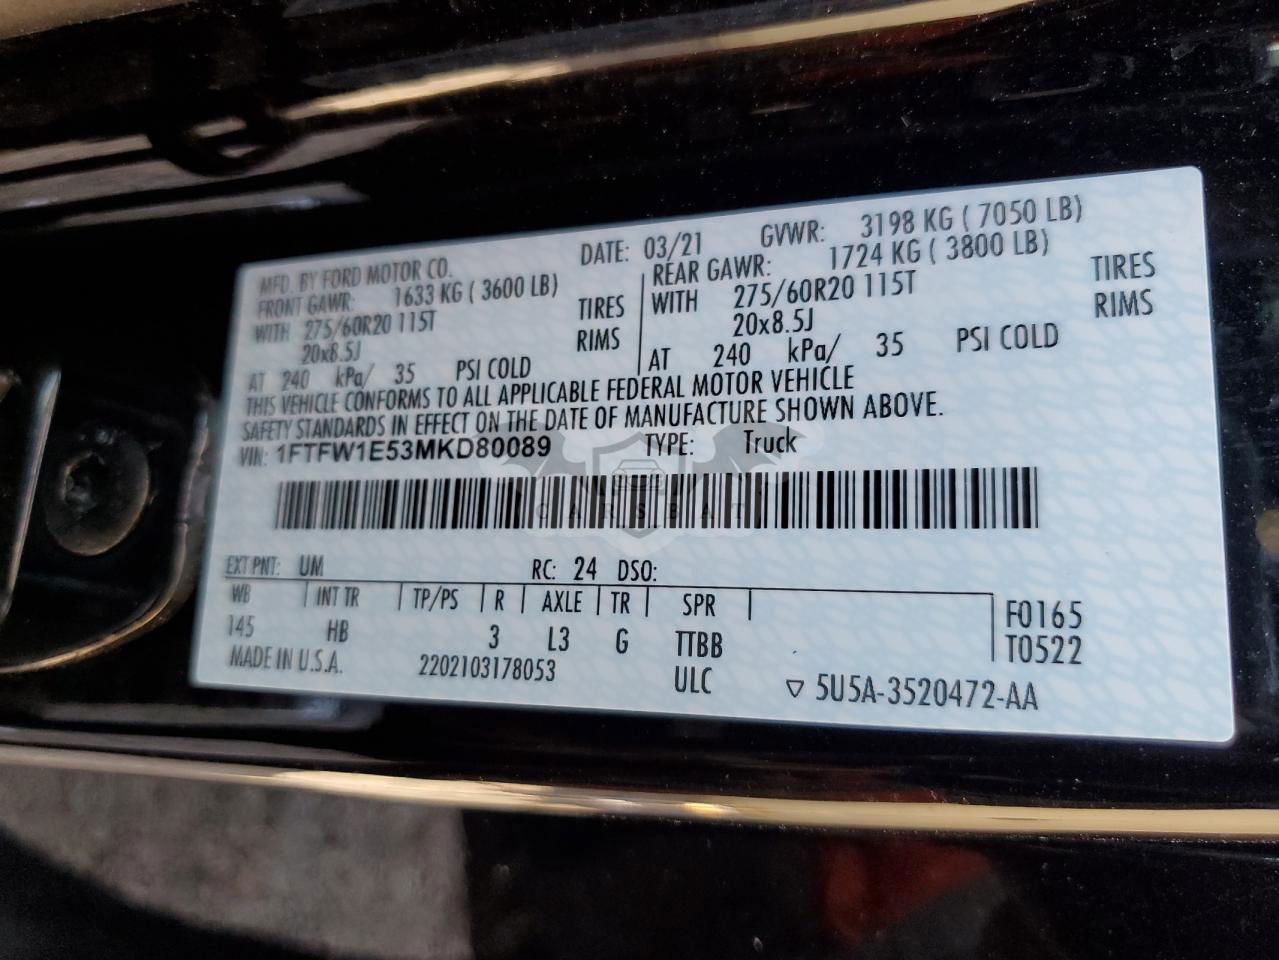 MFD. BY FORD MOTOR CO. DATE: 03/21 GVWR: 3198 KG ( 7050 LB)
FRONT GAWR: 1633 KG ( 3600 LB) REAR GAWR: 1724 KG ( 3800 LB)
WITH 275/60R20 115T TIRES WITH 275/60R20 115T TIRES
20x8.5J RIMS 20x8.5J RIMS
AT 240 kPa/ 35 PSI COLD AT 240 kPa/ 35 PSI COLD
THIS VEHICLE CONFORMS TO ALL APPLICABLE FEDERAL MOTOR VEHICLE
SAFETY STANDARDS IN EFFECT ON THE DATE OF MANUFACTURE SHOWN ABOVE.
VIN: 1FTFW1E53MKD80089 TYPE: Truck
CARSBAT
EXT PNT: UM RC: 24 DSO:
WB INT TR TP/PS R AXLE TR SPR F0165
145 HB 3 L3 G TTBB T0522
MADE IN U.S.A. 2202103178053 ULC ▽ 5U5A-3520472-AA